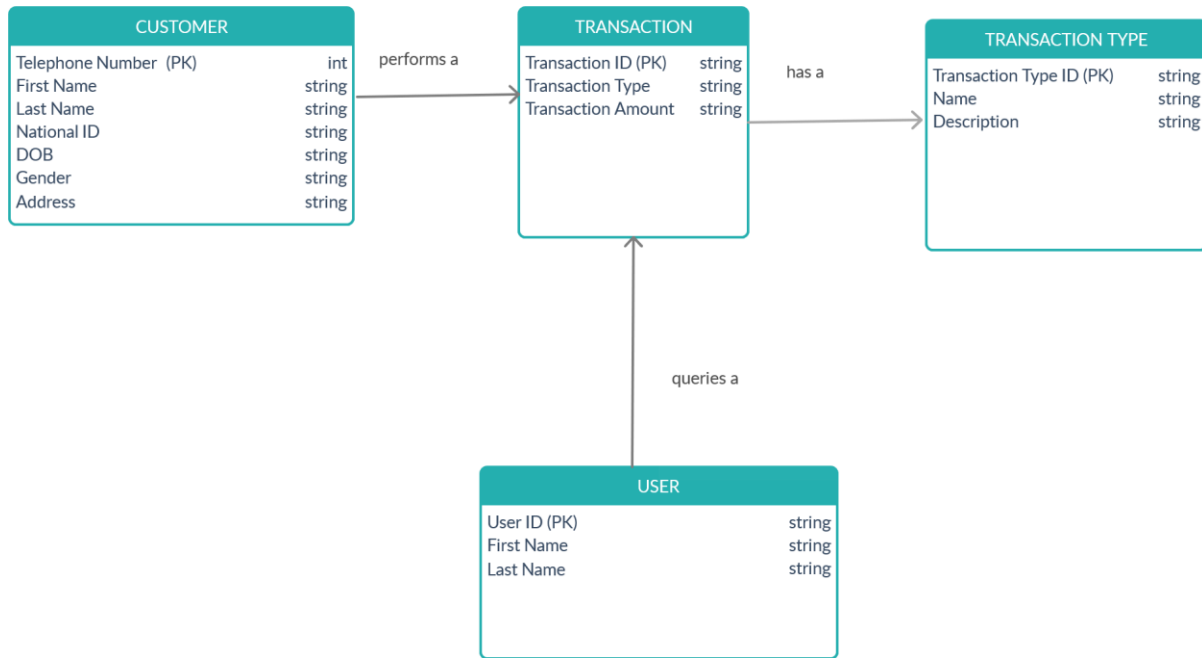 CUSTOMER
Telephone Number (PK) int
First Name string
Last Name string
National ID string
DOB string
Gender string
Address string
performs a
TRANSACTION
Transaction ID (PK) string
Transaction Type string
Transaction Amount string
has a
TRANSACTION TYPE
Transaction Type ID (PK) string
Name string
Description string
queries a
USER
User ID (PK) string
First Name string
Last Name string